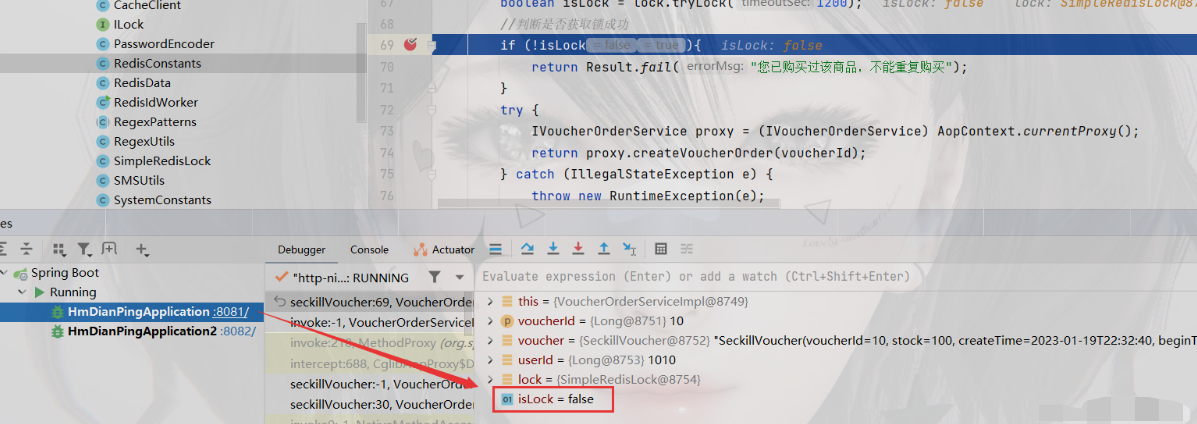 CacheClient
ILock
PasswordEncoder
RedisConstants
RedisData
RedisIdWorker
RegexPatterns
RegexUtils
SimpleRedisLock
SMSUtils
SystemConstants
67 boolean isLock = lock.tryLock( timeoutSec: 1200); isLock: false lock: SimpleRedisLock@87
68 //判断是否获取锁成功
69 if (!isLock = false = true ){ isLock: false
70 return Result.fail( errorMsg: "您已购买过该商品，不能重复购买");
71 }
72 try {
73 IVoucherOrderService proxy = (IVoucherOrderService) AopContext.currentProxy();
74 return proxy.createVoucherOrder(voucherId);
75 } catch (IllegalStateException e) {
76 throw new RuntimeException(e);
es
Debugger Console Actuator
Spring Boot
Running
HmDianPingApplication :8081/
HmDianPingApplication2 :8082/
"http-ni...: RUNNING
seckillVoucher:69, VoucherOrde
invoke:-1, VoucherOrderServiceI
invoke:218, MethodProxy (org.s
intercept:688, CglibAopProxy$D
seckillVoucher:-1, VoucherOrder
seckillVoucher:30, VoucherOrder
Evaluate expression (Enter) or add a watch (Ctrl+Shift+Enter)
this = {VoucherOrderServiceImpl@8749}
voucherId = {Long@8751} 10
voucher = {SeckillVoucher@8752} "SeckillVoucher(voucherId=10, stock=100, createTime=2023-01-19T22:32:40, beginT
userId = {Long@8753} 1010
lock = {SimpleRedisLock@8754}
01 isLock = false